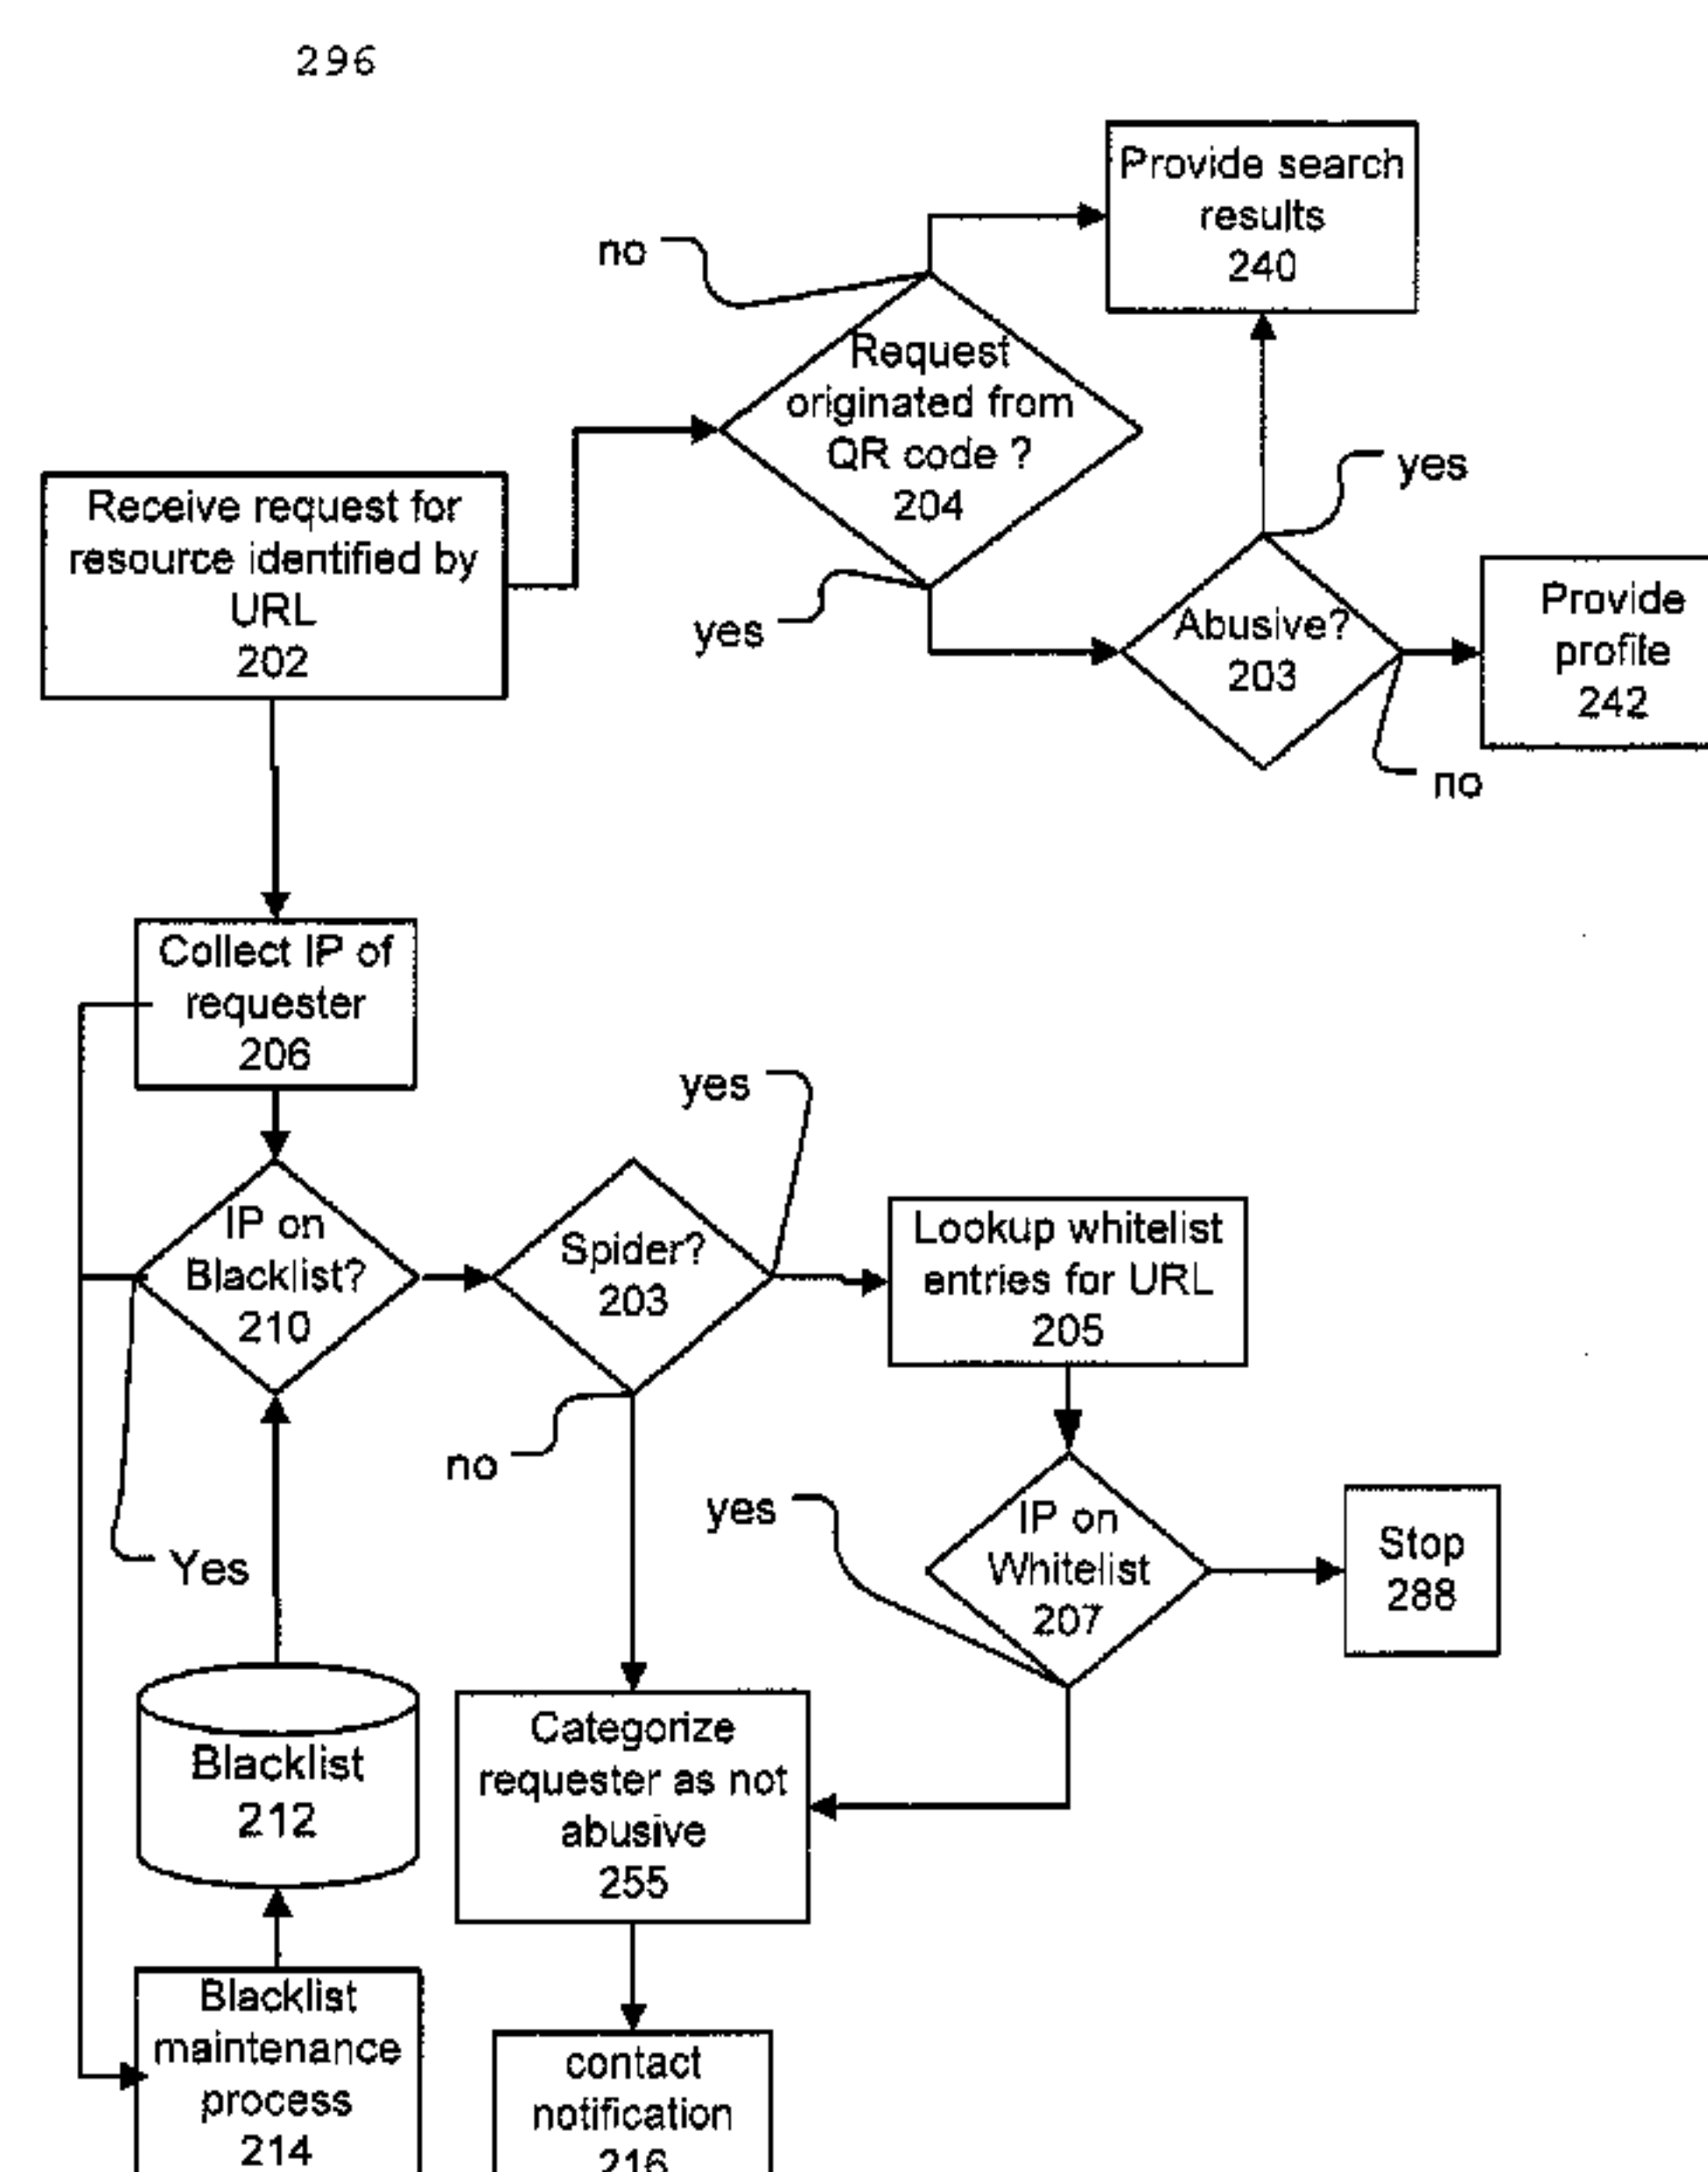 296
Provide search
results
240
no
Request
originated from
QR code ?
204
yes
Receive request for
resource identified by
URL
202
yes
Abusive?
203
Provide
profile
242
no
Collect IP of
requester
206
yes
IP on
Blacklist?
210
Spider?
203
Lookup whitelist
entries for URL
205
no
yes
IP on
Whitelist
207
Stop
288
Yes
Blacklist
212
Categorize
requester as not
abusive
255
Blacklist
maintenance
process
214
contact
notification
216